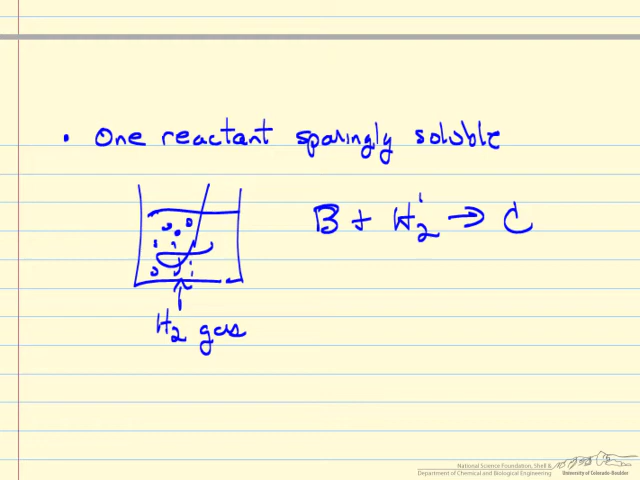 • One reactant sparingly soluble
B + H₂ → C
H₂ gas
National Science Foundation, Shell &
Department of Chemical and Biological Engineering
University of Colorado-Boulder